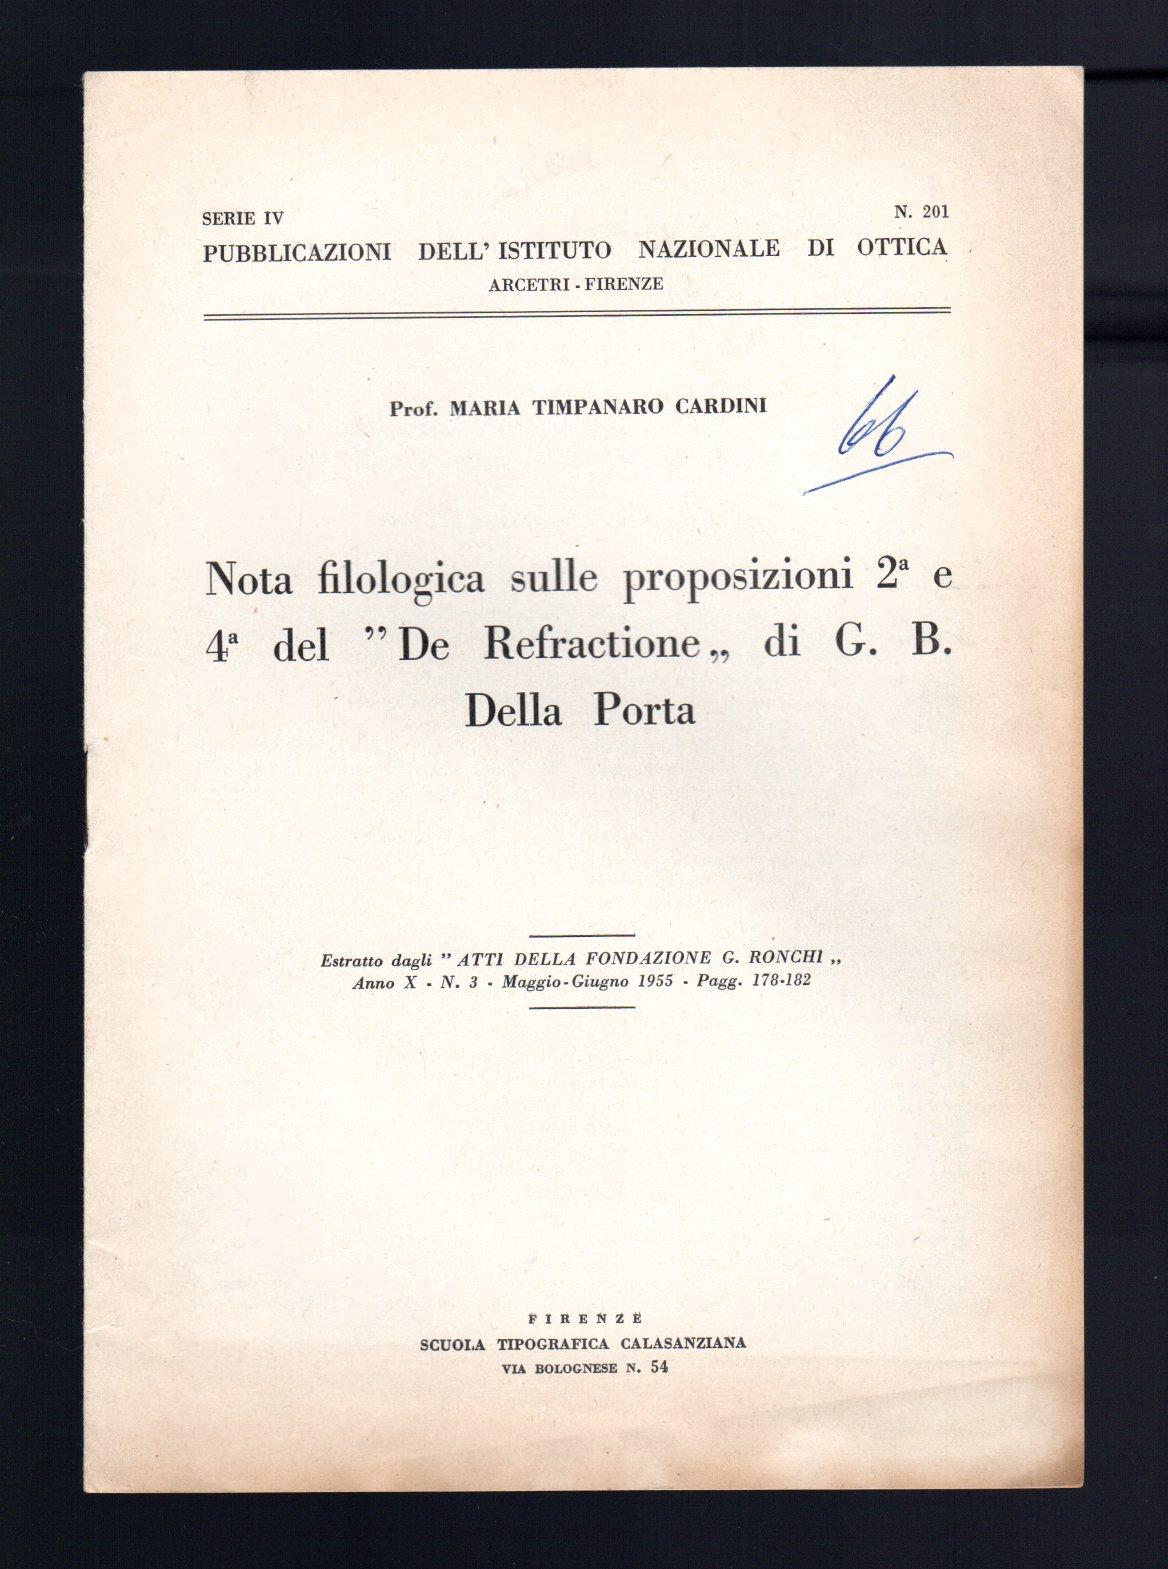 SERIE IV
N. 201
PUBBLICAZIONI DELL' ISTITUTO NAZIONALE DI OTTICA
ARCETRI - FIRENZE
Prof. MARIA TIMPANARO CARDINI
66
Nota filologica sulle proposizioni 2ª e
4ª del ” De Refractione „ di G. B.
Della Porta
Estratto dagli ” ATTI DELLA FONDAZIONE G. RONCHI „
Anno X - N. 3 - Maggio-Giugno 1955 - Pagg. 178-182
FIRENZE
SCUOLA TIPOGRAFICA CALASANZIANA
VIA BOLOGNESE N. 54